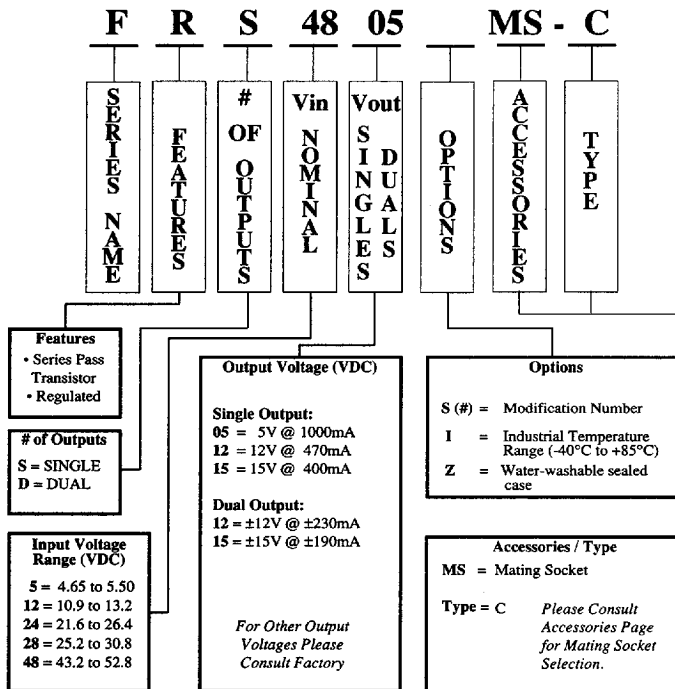 F R S 48 05 MS - C
SERIES NAME
FEATURES
# OF OUTPUTS
Vin NOMINAL
Vout SINGLES DUALS
OPTIONS
ACCESSORIES
TYPE
Features
• Series Pass
Transistor
• Regulated
# of Outputs
S = SINGLE
D = DUAL
Input Voltage
Range (VDC)
5 = 4.65 to 5.50
12 = 10.9 to 13.2
24 = 21.6 to 26.4
28 = 25.2 to 30.8
48 = 43.2 to 52.8
Output Voltage (VDC)
Single Output:
05 = 5V @ 1000mA
12 = 12V @ 470mA
15 = 15V @ 400mA
Dual Output:
12 = ±12V @ ±230mA
15 = ±15V @ ±190mA
For Other Output
Voltages Please
Consult Factory
Options
S (#) = Modification Number
I = Industrial Temperature
Range (-40°C to +85°C)
Z = Water-washable sealed
case
Accessories / Type
MS = Mating Socket
Type = C Please Consult
Accessories Page
for Mating Socket
Selection.